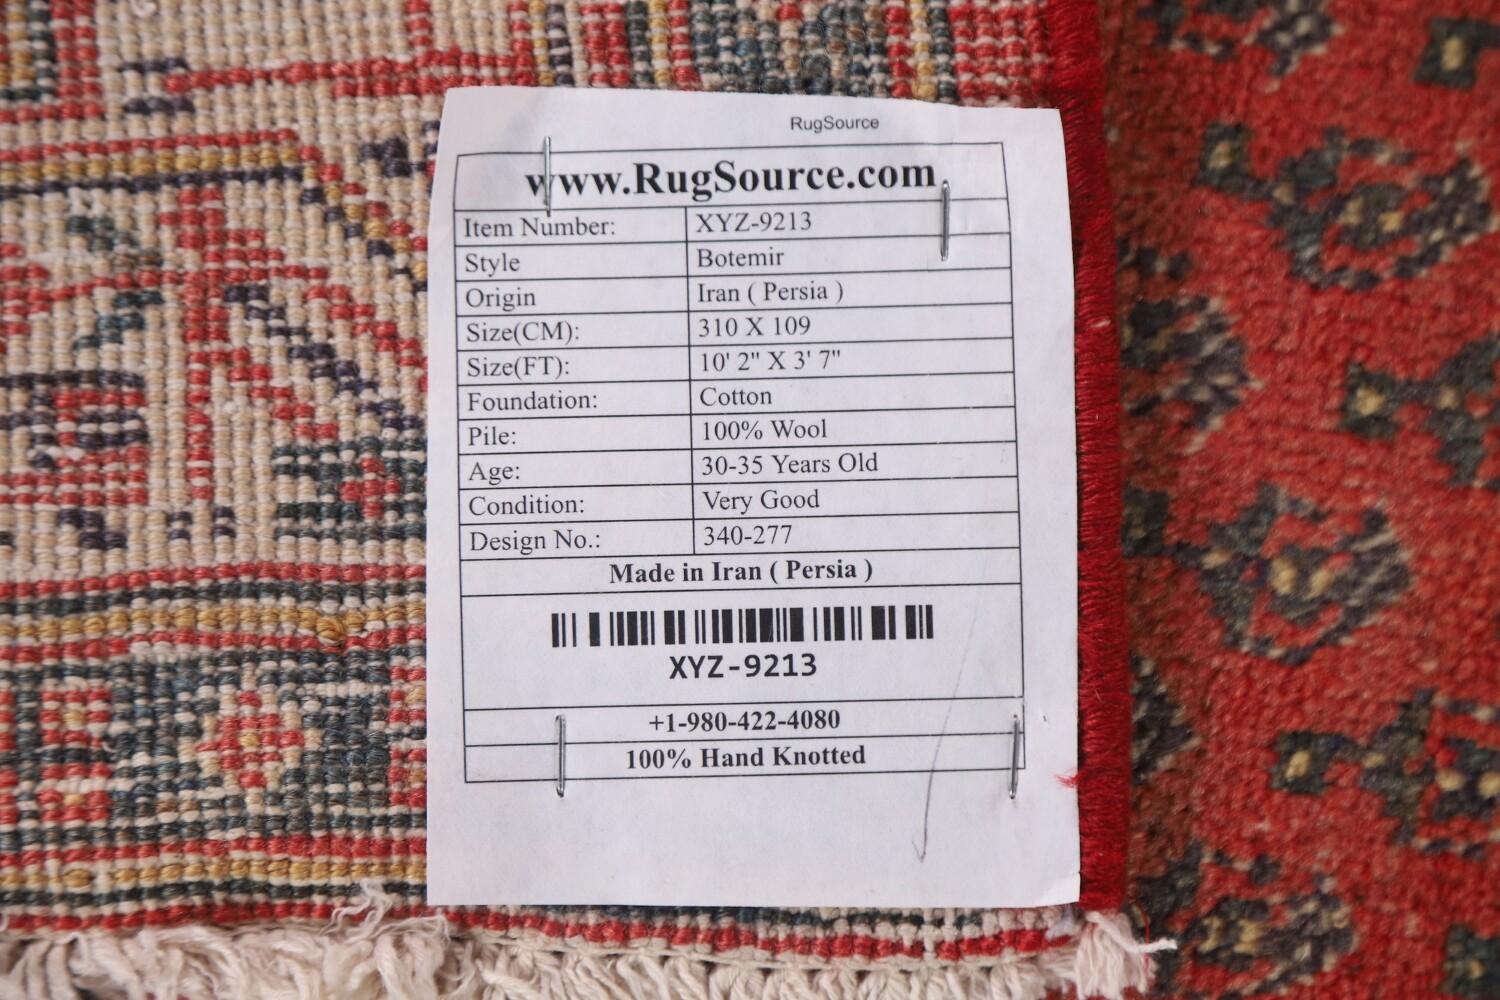 RugSource
www.RugSource.com
Item Number: XYZ-9213
Style Botemir
Origin Iran ( Persia )
Size(CM): 310 X 109
Size(FT): 10' 2" X 3' 7"
Foundation: Cotton
Pile: 100% Wool
Age: 30-35 Years Old
Condition: Very Good
Design No.: 340-277
Made in Iran ( Persia )
XYZ-9213
+1-980-422-4080
100% Hand Knotted